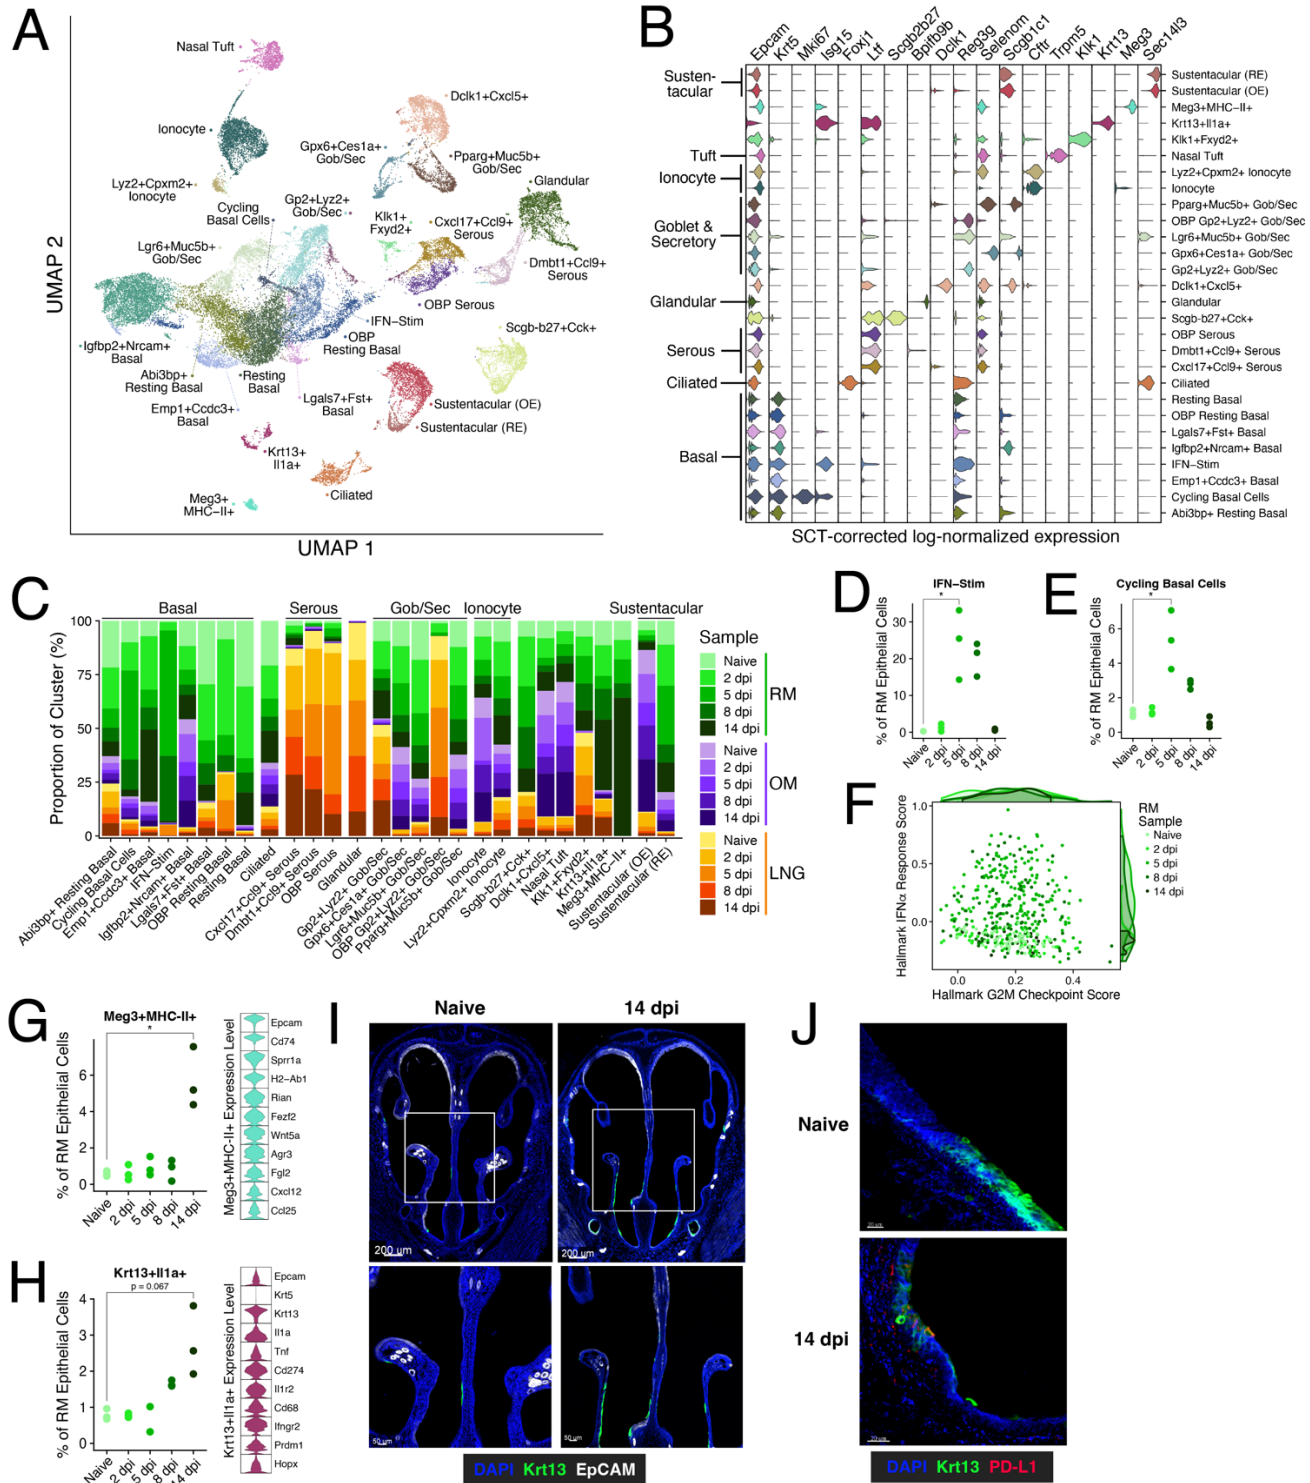 A
Nasal Tuft
Ionocyte
Lyz2+Cpxm2+
Ionocyte
Cycling
Basal Cells
Lgr6+Muc5b+
Gob/Sec
Igfbp2+Nrcam+
Basal
Abi3bp+
Resting Basal
Emp1+Ccdc3+
Basal
Resting
Basal
Lgals7+Fst+
Basal
Gp2+Lyz2+
Gob/Sec
Gpx6+Ces1a+
Gob/Sec
Dclk1+Cxcl5+
Pparg+Muc5b+
Gob/Sec
Glandular
Klk1+
Fxyd2+
Cxcl17+Ccl9+
Serous
Dmbt1+Ccl9+
Serous
OBP Serous
IFN-Stim
OBP
Resting Basal
Scgb-b27+Cck+
Sustentacular (OE)
Sustentacular (RE)
Krt13+
Il1a+
Ciliated
Meg3+
MHC-II+
UMAP 2
UMAP 1
B
Epcam
Krt5
Mki67
Isg15
Foxj1
Ltf
Scgb2b27
Bpifb9b
Dclk1
Reg3g
Selenom
Scgb1c1
Cftr
Trpm5
Klk1
Krt13
Meg3
Sec14l3
Susten-
tacular
Tuft
Ionocyte
Goblet &
Secretory
Glandular
Serous
Ciliated
Basal
Sustentacular (RE)
Sustentacular (OE)
Meg3+MHC-II+
Krt13+Il1a+
Klk1+Fxyd2+
Nasal Tuft
Lyz2+Cpxm2+ Ionocyte
Ionocyte
Pparg+Muc5b+ Gob/Sec
OBP Gp2+Lyz2+ Gob/Sec
Lgr6+Muc5b+ Gob/Sec
Gpx6+Ces1a+ Gob/Sec
Gp2+Lyz2+ Gob/Sec
Dclk1+Cxcl5+
Glandular
Scgb-b27+Cck+
OBP Serous
Dmbt1+Ccl9+ Serous
Cxcl17+Ccl9+ Serous
Ciliated
Resting Basal
OBP Resting Basal
Lgals7+Fst+ Basal
Igfbp2+Nrcam+ Basal
IFN-Stim
Emp1+Ccdc3+ Basal
Cycling Basal Cells
Abi3bp+ Resting Basal
SCT-corrected log-normalized expression
C
Basal
Serous
Gob/Sec
Ionocyte
Sustentacular
Proportion of Cluster (%)
100
75
50
25
0
Abi3bp+ Resting Basal
Cycling Basal Cells
Emp1+Ccdc3+ Basal
IFN-Stim
Igfbp2+Nrcam+ Basal
Lgals7+Fst+ Basal
OBP Resting Basal
Resting Basal
Ciliated
Cxcl17+Ccl9+ Serous
Dmbt1+Ccl9+ Serous
OBP Serous
Glandular
Gp2+Lyz2+ Gob/Sec
Gpx6+Ces1a+ Gob/Sec
Lgr6+Muc5b+ Gob/Sec
OBP Gp2+Lyz2+ Gob/Sec
Pparg+Muc5b+ Gob/Sec
Ionocyte
Lyz2+Cpxm2+ Ionocyte
Scgb-b27+Cck+
Dclk1+Cxcl5+
Nasal Tuft
Klk1+Fxyd2+
Krt13+Il1a+
Meg3+MHC-II+
Sustentacular (OE)
Sustentacular (RE)
Sample
Naive
2 dpi
5 dpi
8 dpi
14 dpi
RM
Naive
2 dpi
5 dpi
8 dpi
14 dpi
OM
Naive
2 dpi
5 dpi
8 dpi
14 dpi
LNG
D
IFN-Stim
*
% of RM Epithelial Cells
30
20
10
0
Naive
2 dpi
5 dpi
8 dpi
14 dpi
E
Cycling Basal Cells
*
% of RM Epithelial Cells
6
4
2
0
Naive
2 dpi
5 dpi
8 dpi
14 dpi
F
Hallmark IFNα Response Score
1.0
0.5
0.0
0.0
0.2
0.4
Hallmark G2M Checkpoint Score
RM
Sample
Naive
2 dpi
5 dpi
8 dpi
14 dpi
G
Meg3+MHC-II+
*
% of RM Epithelial Cells
6
4
2
0
Naive
2 dpi
5 dpi
8 dpi
14 dpi
Meg3+MHC-II+ Expression Level
Epcam
Cd74
Sprr1a
H2-Ab1
Rian
Fezf2
Wnt5a
Agr3
Fgl2
Cxcl12
Ccl25
H
Krt13+Il1a+
p = 0.067
% of RM Epithelial Cells
4
3
2
1
0
Naive
2 dpi
5 dpi
8 dpi
14 dpi
Krt13+Il1a+ Expression Level
Epcam
Krt5
Krt13
Il1a
Tnf
Cd274
Il1r2
Cd68
Ifngr2
Prdm1
Hopx
I
Naive
14 dpi
200 um
200 um
50 um
50 um
DAPI Krt13 EpCAM
J
Naive
20 um
14 dpi
20 um
DAPI Krt13 PD-L1